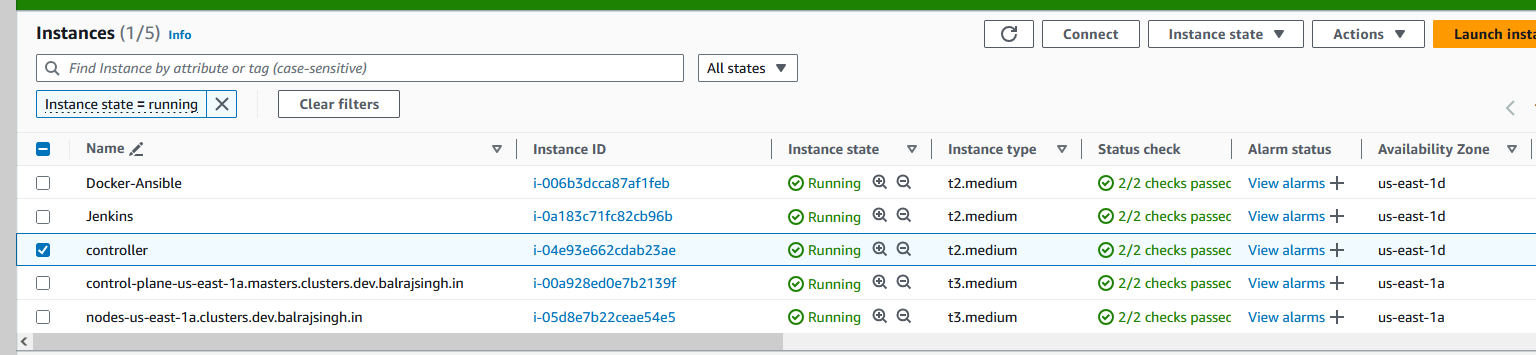 Instances (1/5) Info
Connect Instance state Actions Launch insta
Find Instance by attribute or tag (case-sensitive) All states
Instance state = running Clear filters
Name Instance ID Instance state Instance type Status check Alarm status Availability Zone
Docker-Ansible i-006b3dcca87af1feb Running t2.medium 2/2 checks passec View alarms us-east-1d
Jenkins i-0a183c71fc82cb96b Running t2.medium 2/2 checks passec View alarms us-east-1d
controller i-04e93e662cdab23ae Running t2.medium 2/2 checks passec View alarms us-east-1d
control-plane-us-east-1a.masters.clusters.dev.balrajsingh.in i-00a928ed0e7b2139f Running t3.medium 2/2 checks passec View alarms us-east-1a
nodes-us-east-1a.clusters.dev.balrajsingh.in i-05d8e7b22ceae54e5 Running t3.medium 2/2 checks passec View alarms us-east-1a